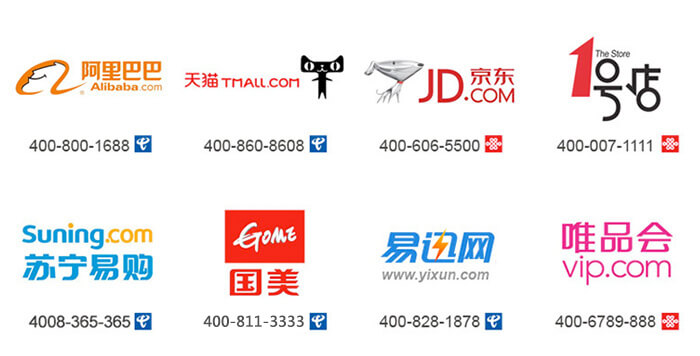 阿里巴巴
Alibaba.com
天猫 TMALL.COM
JD 京东
.COM
The Store
1号店
400-800-1688
400-860-8608
400-606-5500
400-007-1111
Suning.com
苏宁易购
GOME
国美
易迅网
www.yixun.com
唯品会
vip.com
4008-365-365
400-811-3333
400-828-1878
400-6789-888